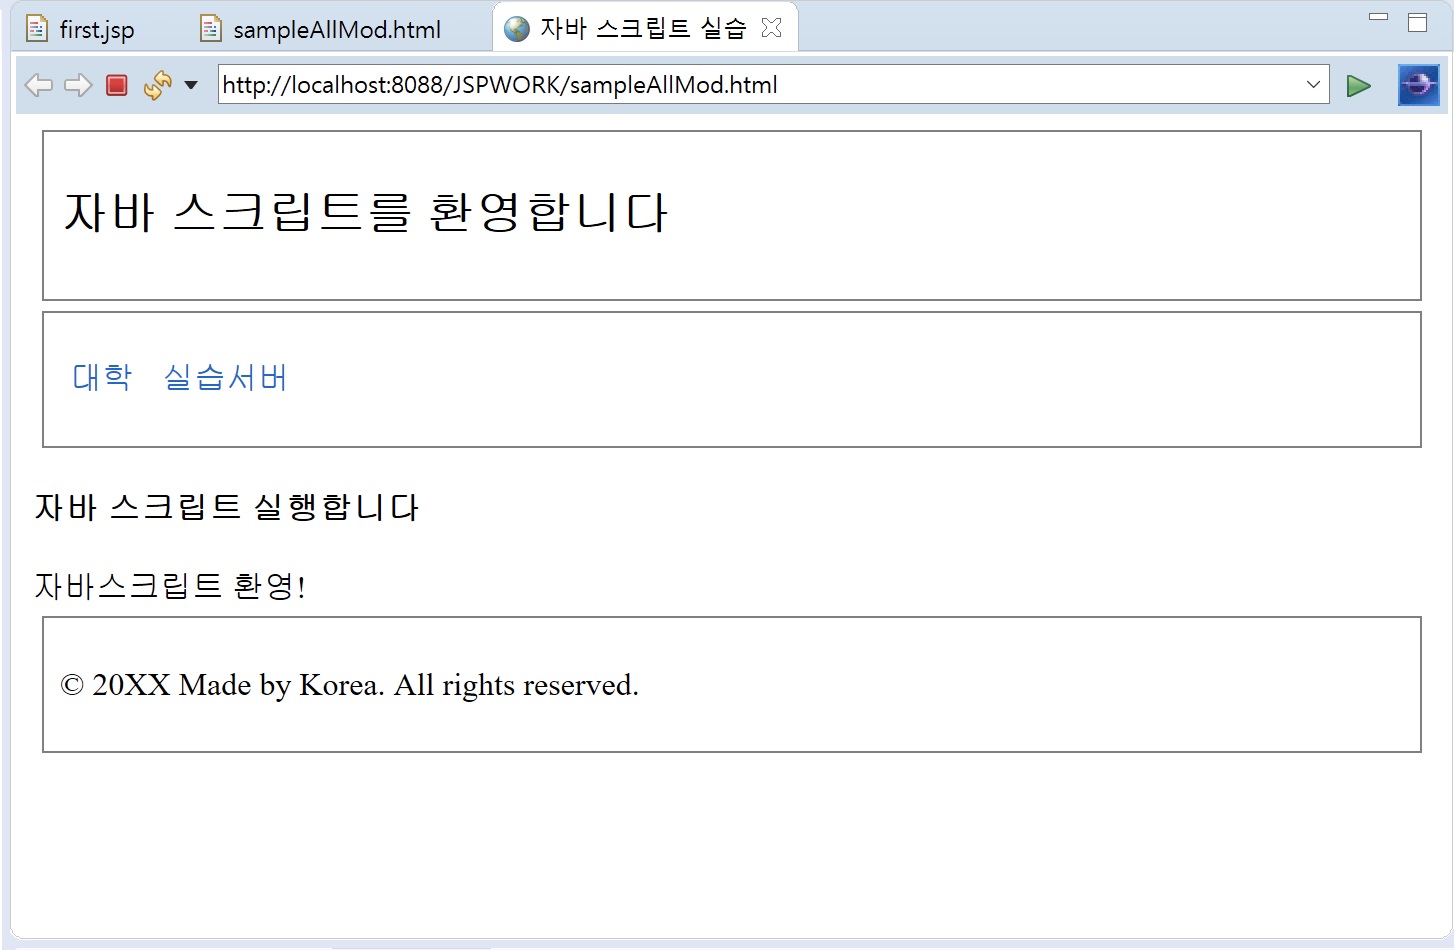 first.jsp sampleAllMod.html 자바 스크립트 실습
http://localhost:8088/JSPWORK/sampleAllMod.html
자바 스크립트를 환영합니다
대학 실습서버
자바 스크립트 실행합니다
자바스크립트 환영!
© 20XX Made by Korea. All rights reserved.